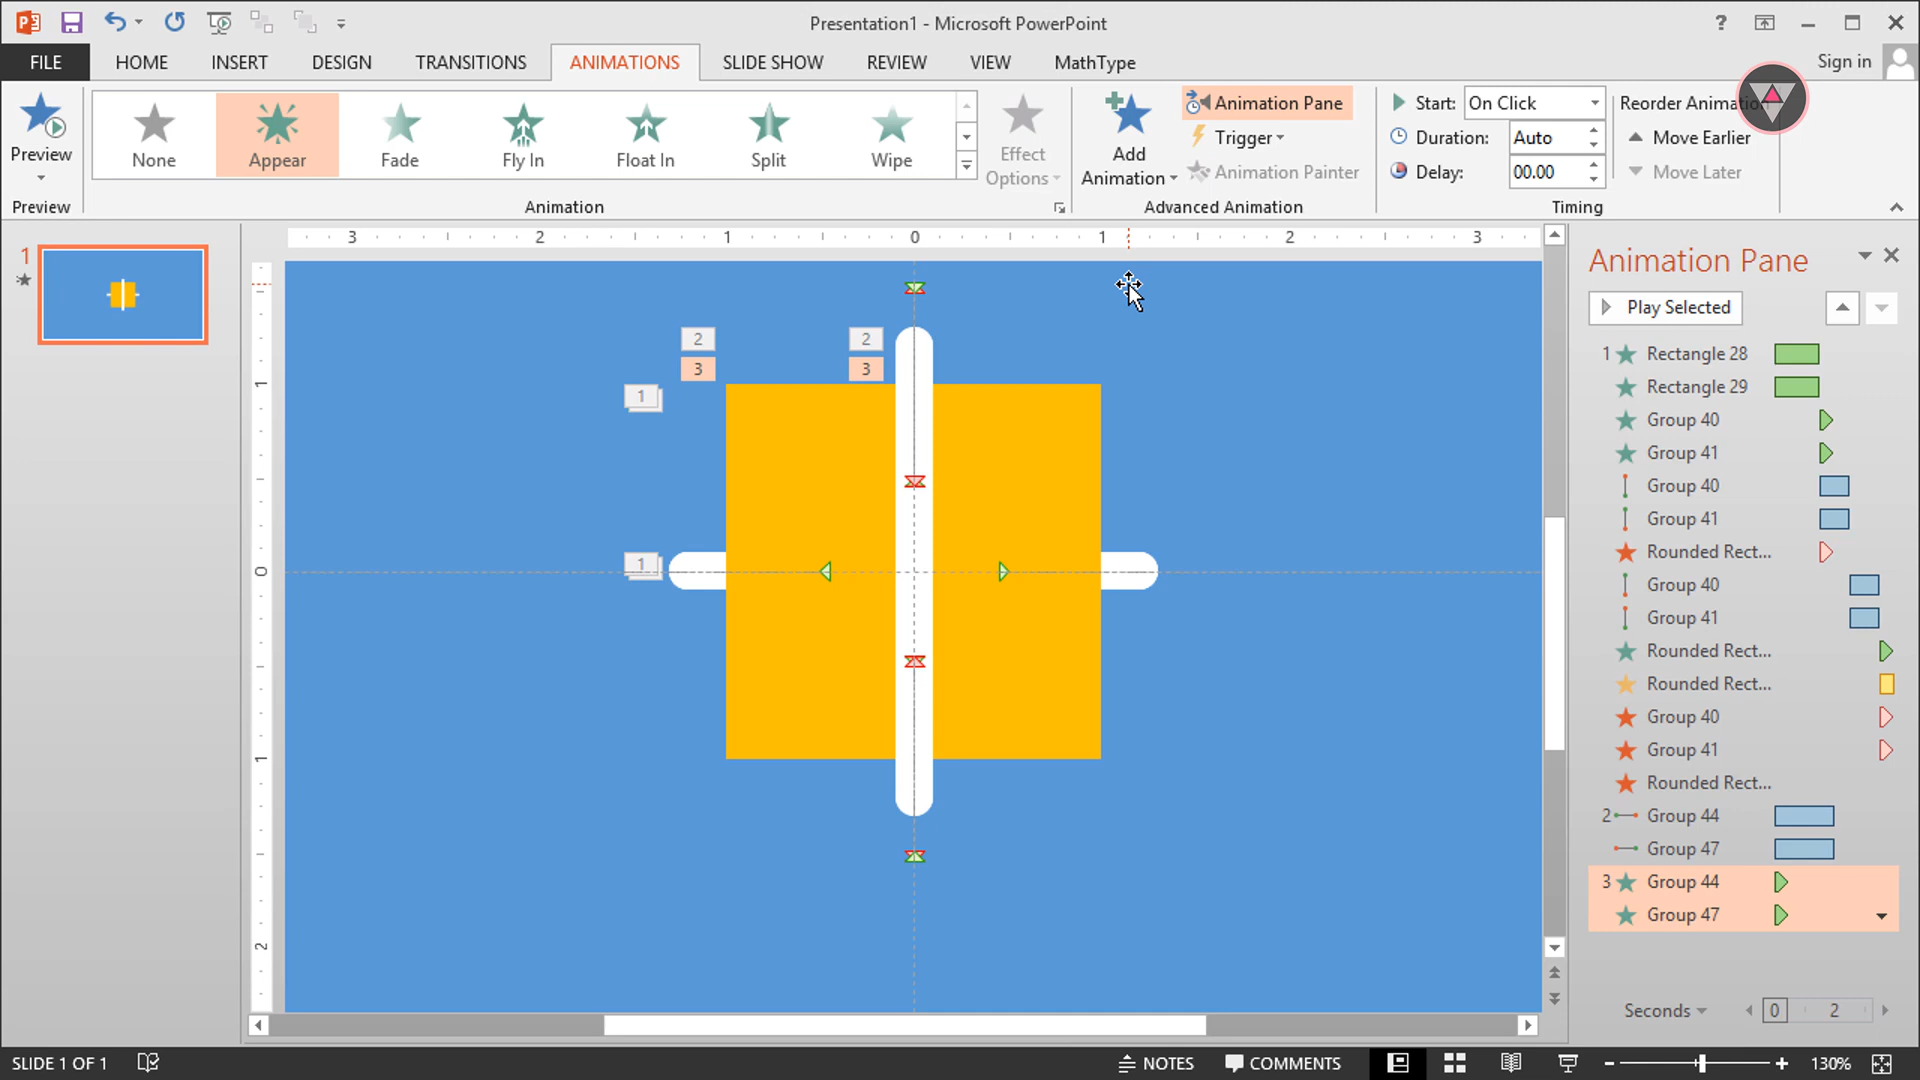 Presentation1 - Microsoft PowerPoint
?
FILE HOME INSERT DESIGN TRANSITIONS ANIMATIONS SLIDE SHOW REVIEW VIEW MathType Sign in
Preview
Preview
None Appear Fade Fly In Float In Split Wipe
Animation
Effect
Options
Add
Animation
Animation Pane
Trigger
Animation Painter
Advanced Animation
Start: On Click
Duration: Auto
Delay: 00.00
Timing
Reorder Animation
Move Earlier
Move Later
1
3 2 1 0 1 2 3
1
0
1
2
2 2
3 3
1
1
Animation Pane
Play Selected
1 Rectangle 28
Rectangle 29
Group 40
Group 41
Group 40
Group 41
Rounded Rect...
Group 40
Group 41
Rounded Rect...
Rounded Rect...
Group 40
Group 41
Rounded Rect...
2 Group 44
Group 47
3 Group 44
Group 47
Seconds 0 2
SLIDE 1 OF 1 NOTES COMMENTS 130%